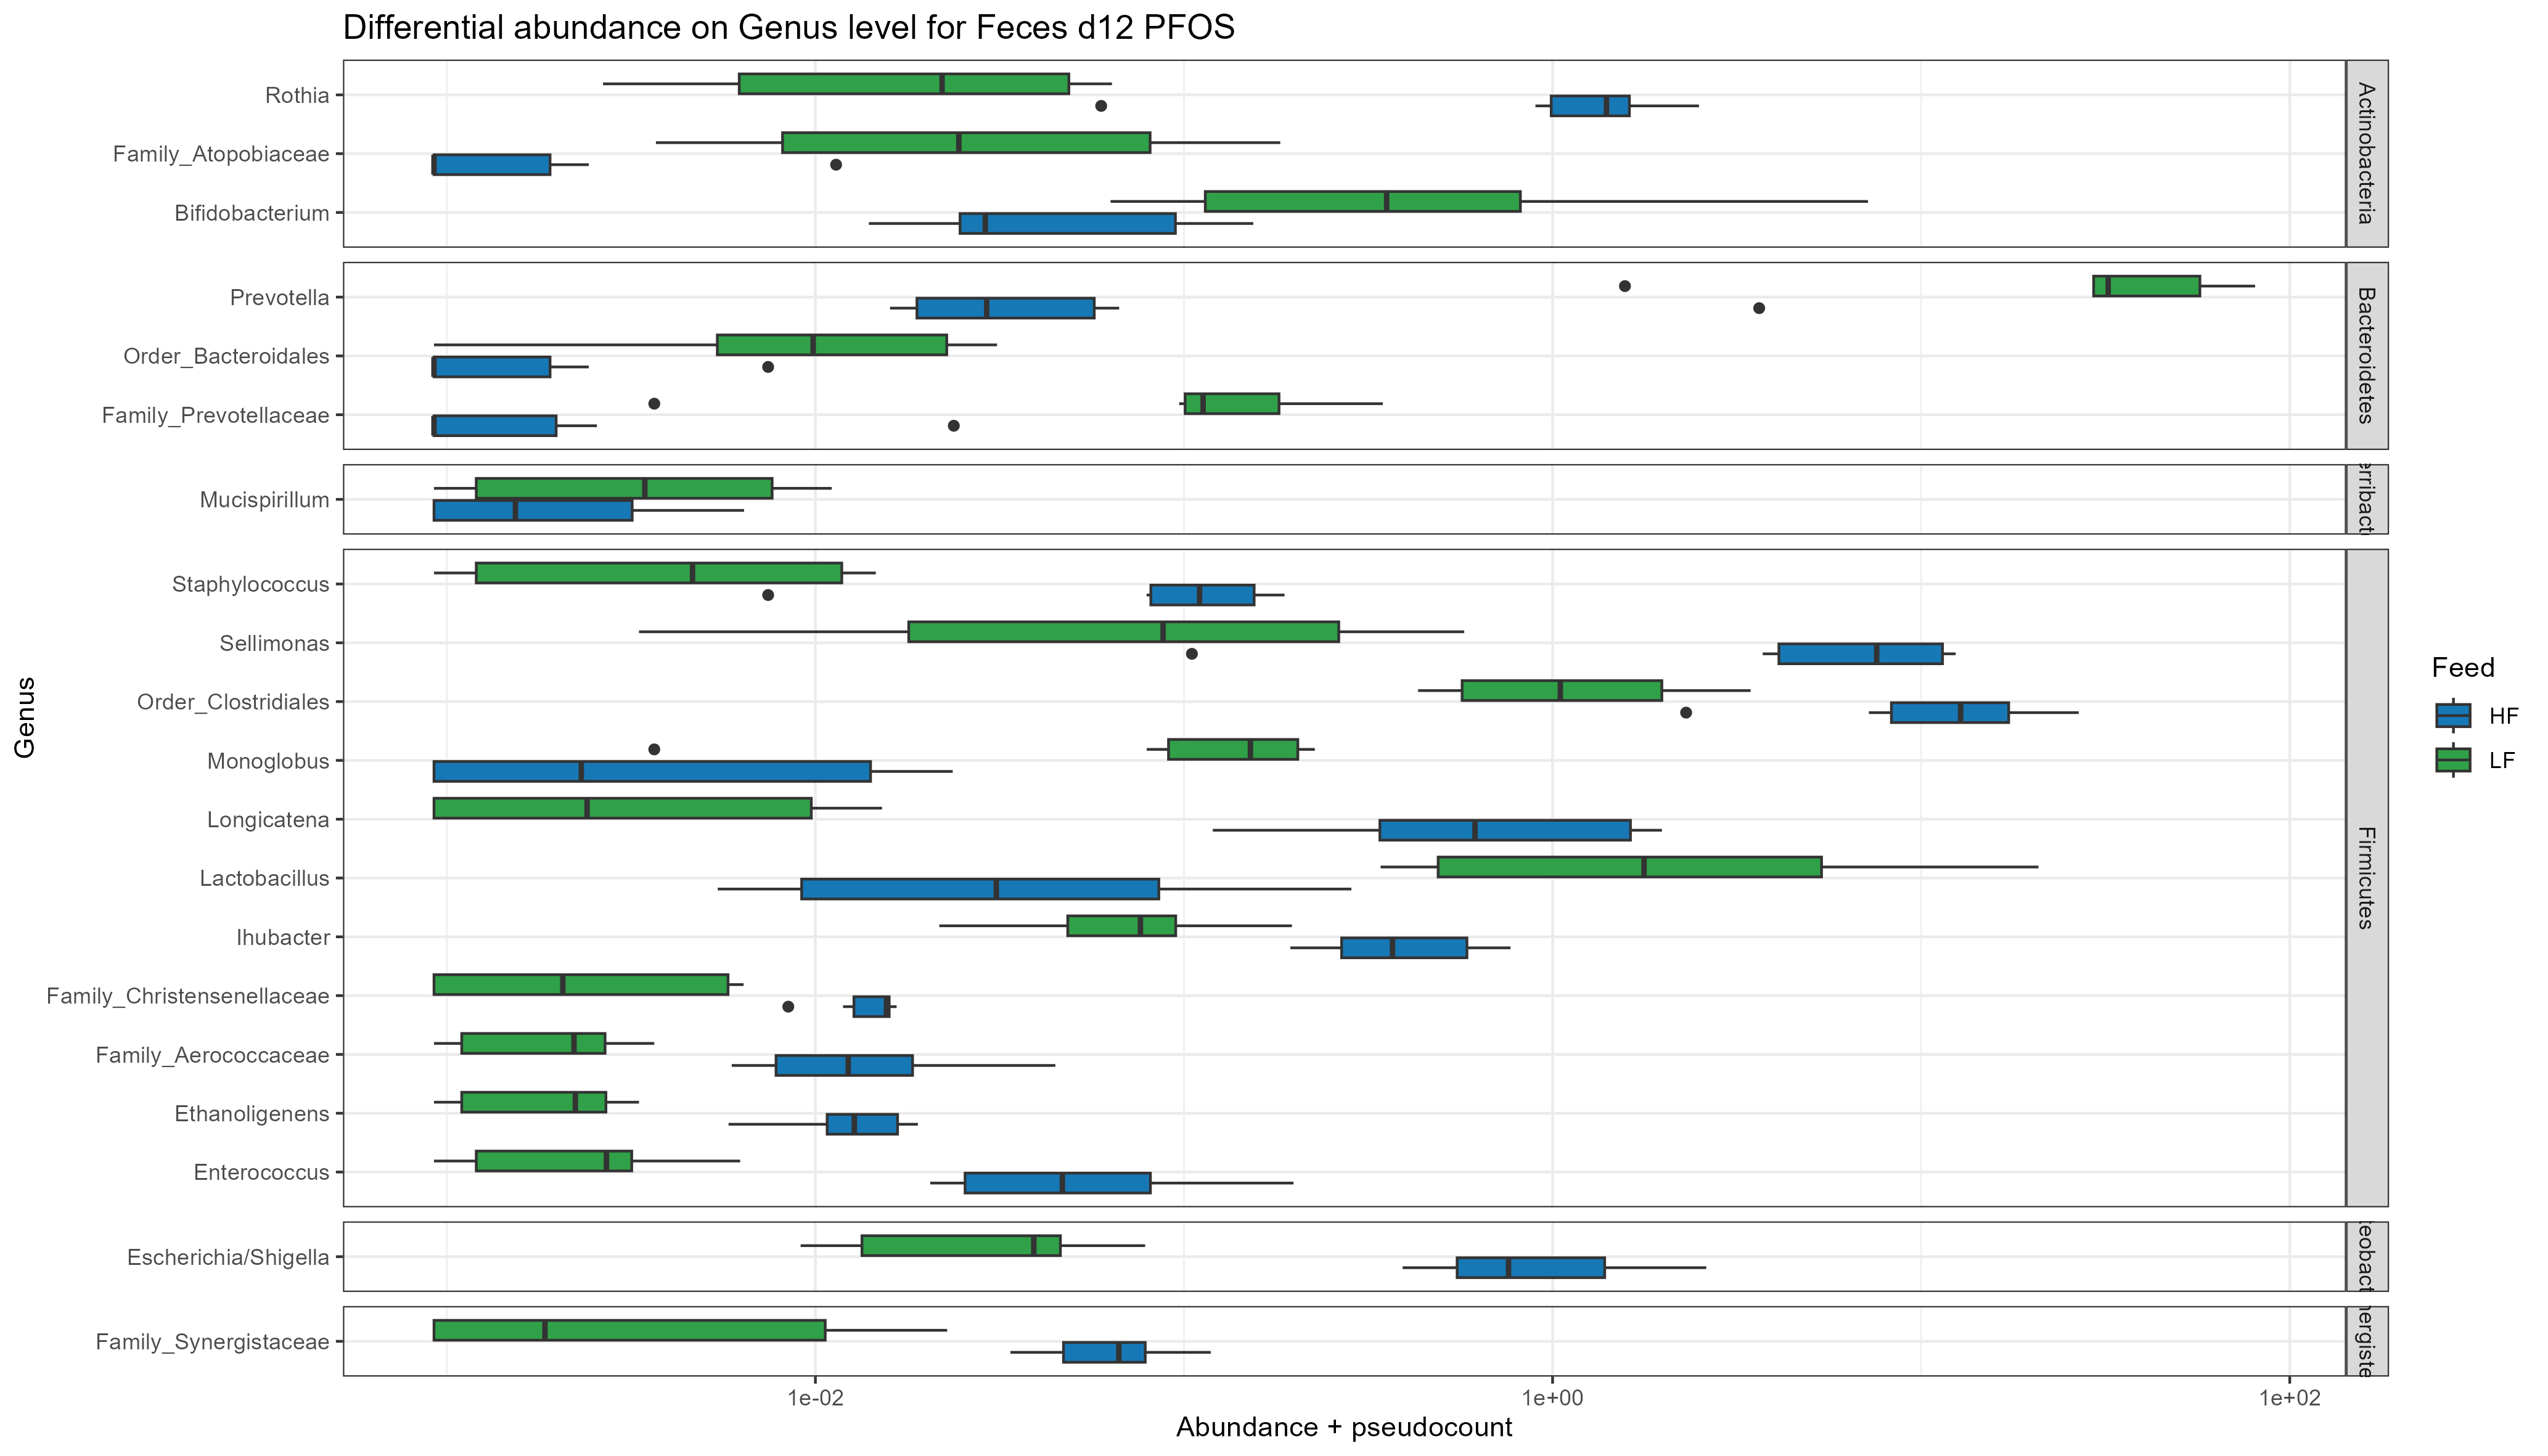 Differential abundance on Genus level for Feces d12 PFOS
Rothia
Family_Atopobiaceae
Bifidobacterium
Actinobacteria
Prevotella
Order_Bacteroidales
Family_Prevotellaceae
Bacteroidetes
Mucispirillum
Staphylococcus
Sellimonas
Order_Clostridiales
Monoglobus
Longicatena
Lactobacillus
Ihubacter
Family_Christensenellaceae
Family_Aerococcaceae
Ethanoligenens
Enterococcus
Firmicutes
Escherichia/Shigella
Family_Synergistaceae
Genus
1e-02
1e+00
1e+02
Abundance + pseudocount
Feed
HF
LF